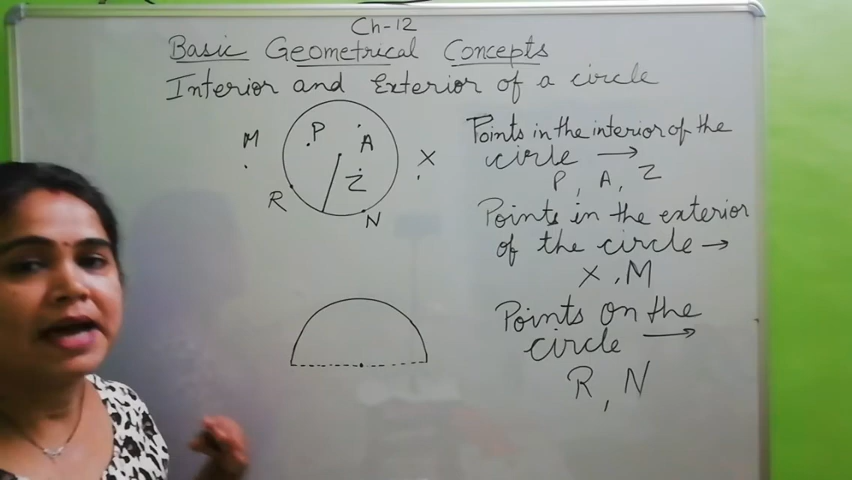 Ch-12
Basic Geometrical Concepts
Interior and Exterior of a circle
M
P
A
X
Z
R
N
Points in the interior of the
circle →
P, A, Z
Points in the exterior
of the circle →
X, M
Points on the
circle →
R, N